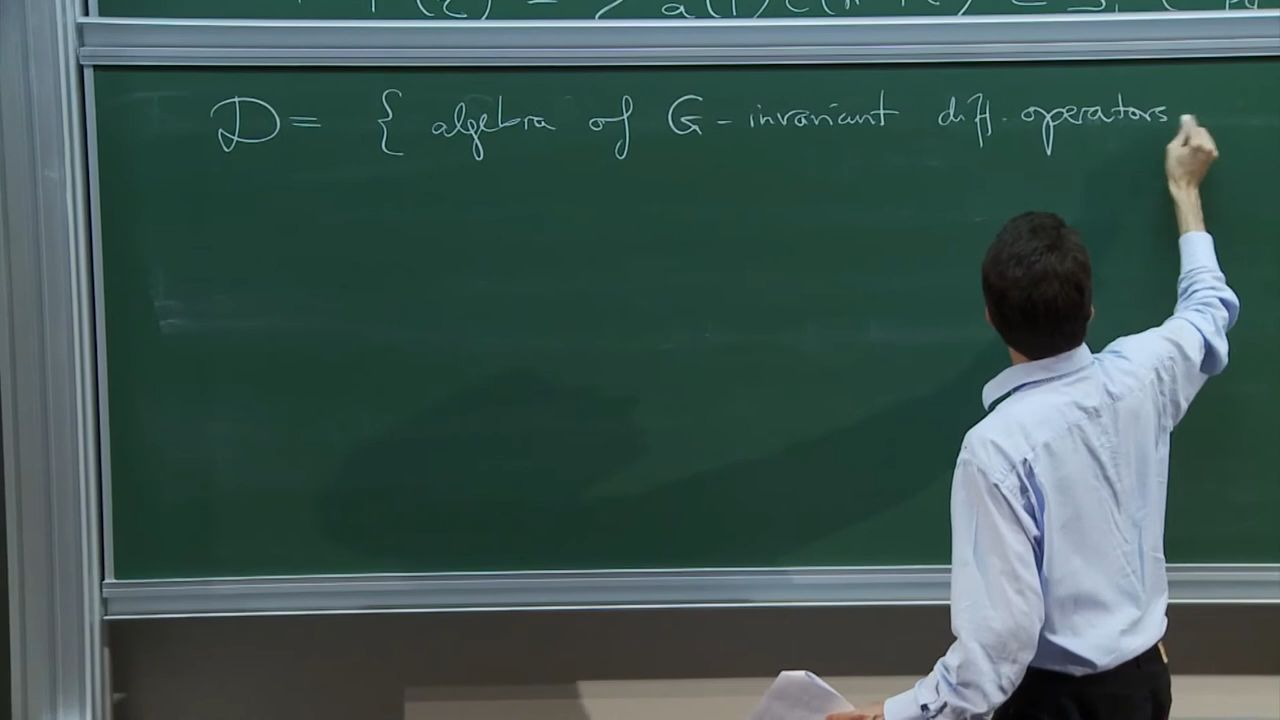 𝒟 = { algebra of G - invariant diff. operators